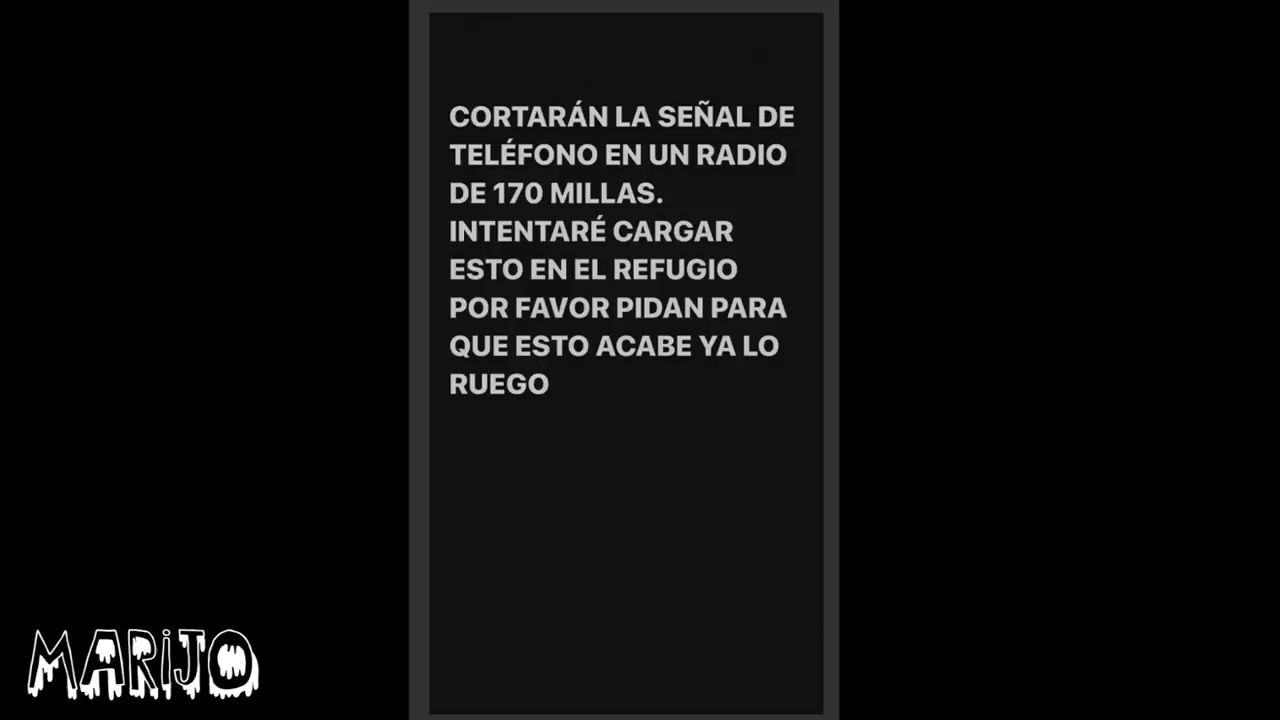 CORTARÁN LA SEÑAL DE
TELÉFONO EN UN RADIO
DE 170 MILLAS.
INTENTARÉ CARGAR
ESTO EN EL REFUGIO
POR FAVOR PIDAN PARA
QUE ESTO ACABE YA LO
RUEGO
MARiJO